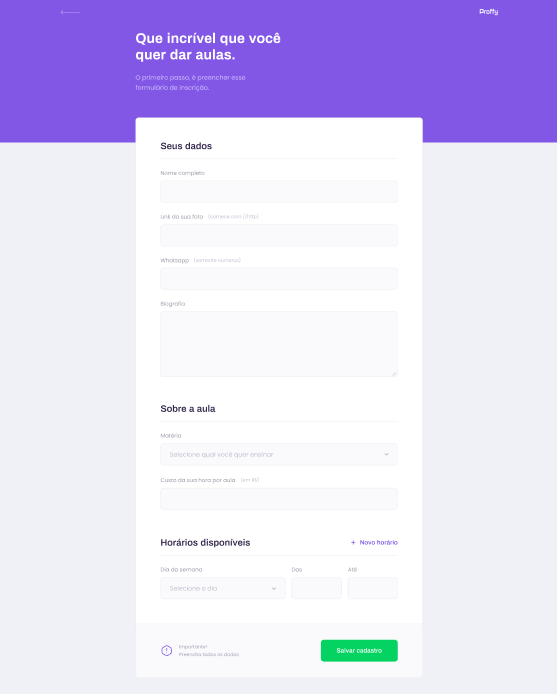 Proffy
Que incrível que você
quer dar aulas.
O primeiro passo, é preencher esse
formulário de inscrição.
Seus dados
Nome completo
Link da sua foto (comece com //http)
Whatsapp (somente números)
Biografia
Sobre a aula
Matéria
Selecione qual você quer ensinar
Custo da sua hora por aula (em R$)
Horários disponíveis + Novo horário
Dia da semana Das Até
Selecione o dia
Importante!
Preencha todos os dados
Salvar cadastro